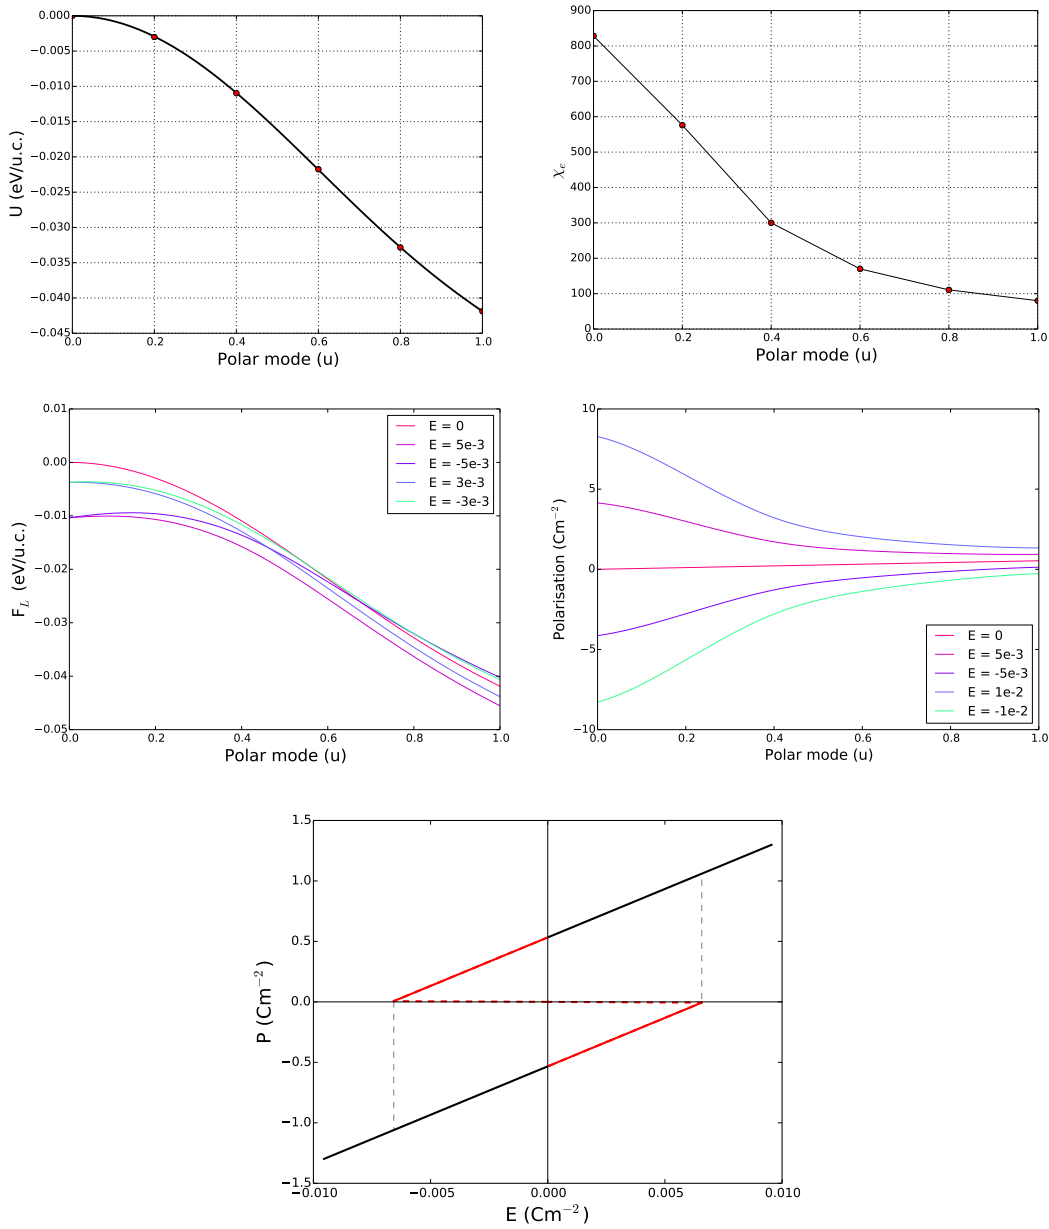 0.000
−0.005
−0.010
−0.015
−0.020
−0.025
−0.030
−0.035
−0.040
−0.045
U (eV/u.c.)
0.0 0.2 0.4 0.6 0.8 1.0
Polar mode (u)
900
800
700
600
500
400
300
200
100
0
χₑ
0.0 0.2 0.4 0.6 0.8 1.0
Polar mode (u)
0.01
0.00
−0.01
−0.02
−0.03
−0.04
−0.05
F_L (eV/u.c.)
E = 0
E = 5e-3
E = -5e-3
E = 3e-3
E = -3e-3
0.0 0.2 0.4 0.6 0.8 1.0
Polar mode (u)
10
5
0
−5
−10
Polarisation (Cm⁻²)
E = 0
E = 5e-3
E = -5e-3
E = 1e-2
E = -1e-2
0.0 0.2 0.4 0.6 0.8 1.0
Polar mode (u)
1.5
1.0
0.5
0.0
−0.5
−1.0
−1.5
P (Cm⁻²)
−0.010 −0.005 0.000 0.005 0.010
E (Cm⁻²)